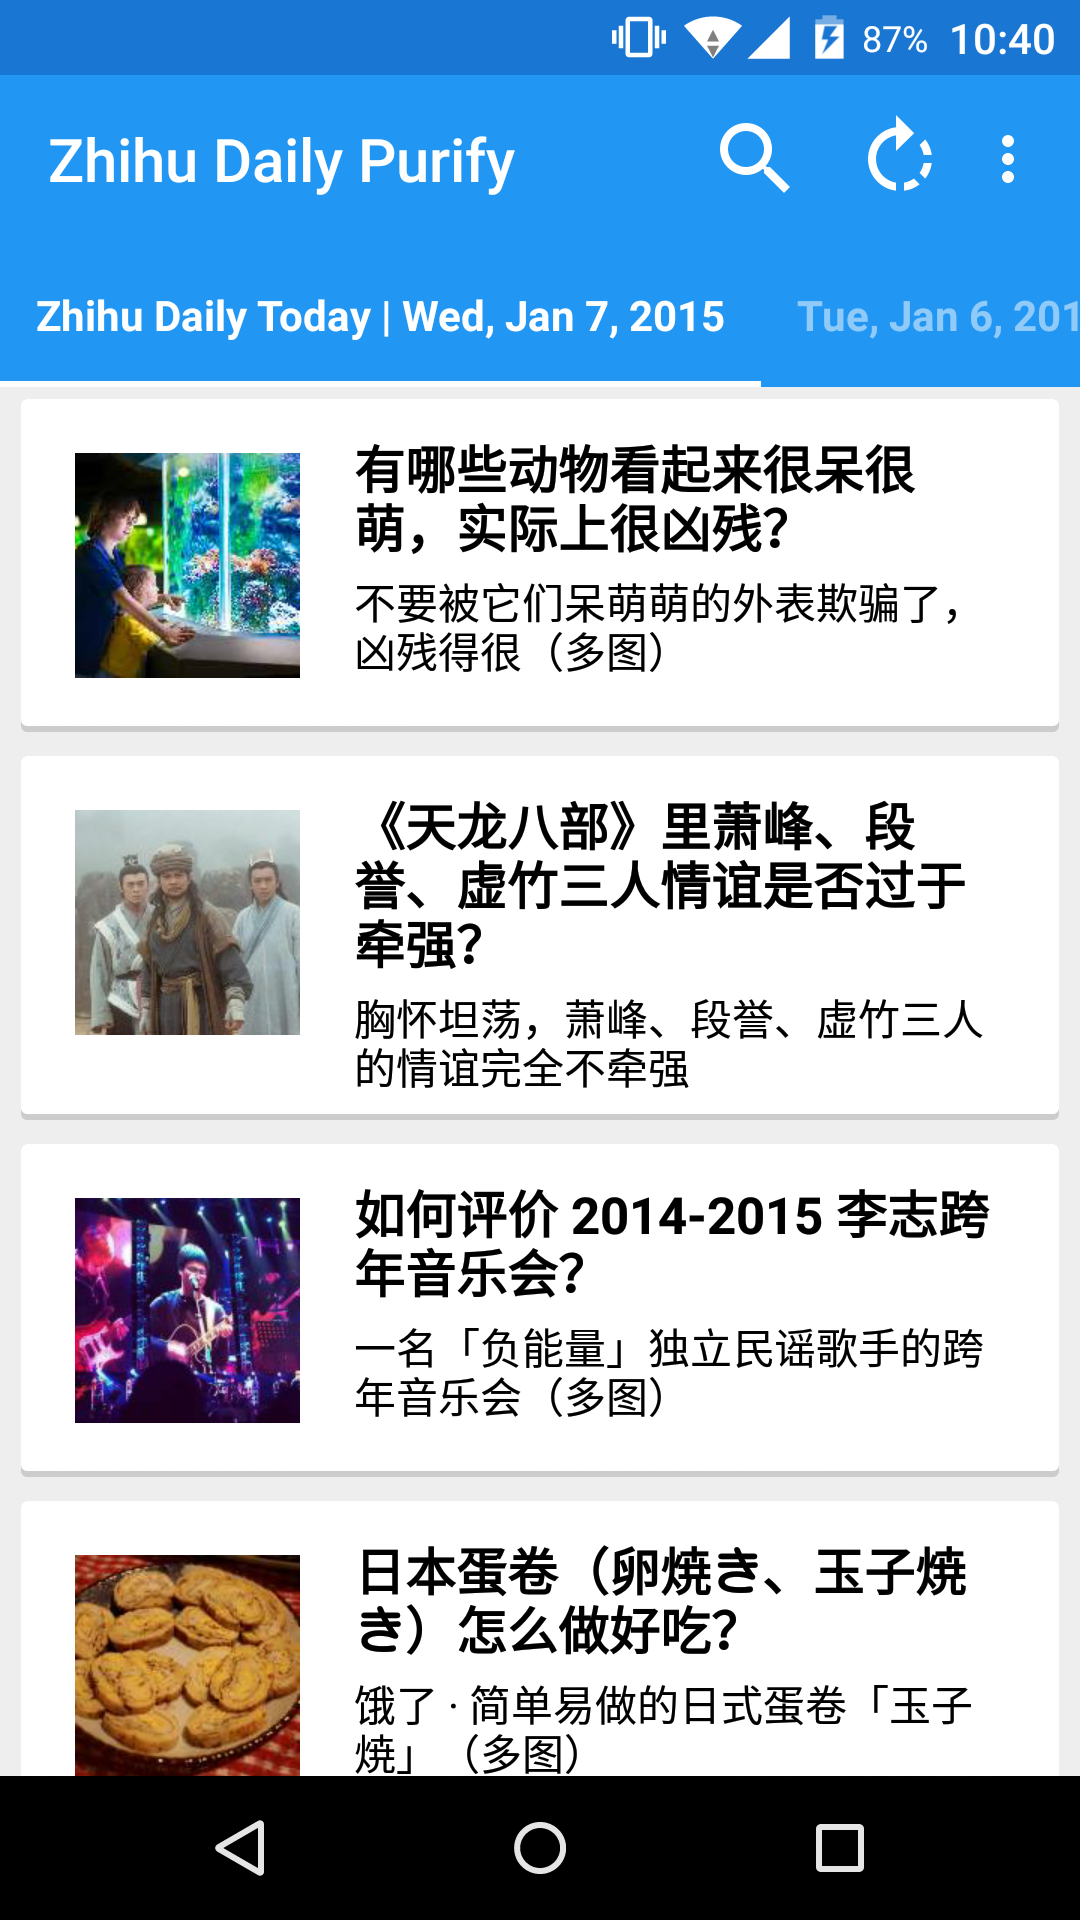 87% 10:40
Zhihu Daily Purify
Zhihu Daily Today | Wed, Jan 7, 2015 Tue, Jan 6, 201
有哪些动物看起来很呆很
萌，实际上很凶残？
不要被它们呆萌萌的外表欺骗了，
凶残得很（多图）
《天龙八部》里萧峰、段
誉、虚竹三人情谊是否过于
牵强？
胸怀坦荡，萧峰、段誉、虚竹三人
的情谊完全不牵强
如何评价 2014-2015 李志跨
年音乐会？
一名「负能量」独立民谣歌手的跨
年音乐会（多图）
日本蛋卷（卵焼き、玉子焼
き）怎么做好吃？
饿了 · 简单易做的日式蛋卷「玉子
焼」（多图）